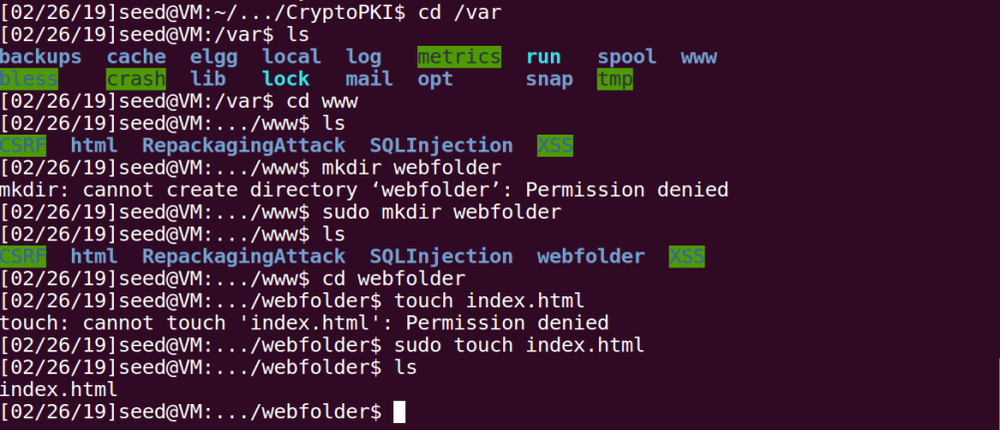 [02/26/19]seed@VM:~/.../CryptoPKI$ cd /var
[02/26/19]seed@VM:/var$ ls
backups  cache  elgg  local  log   metrics  run   spool  www
bless    crash  lib   lock   mail  opt      snap  tmp
[02/26/19]seed@VM:/var$ cd www
[02/26/19]seed@VM:.../www$ ls
CSRF  html  RepackagingAttack  SQLInjection  XSS
[02/26/19]seed@VM:.../www$ mkdir webfolder
mkdir: cannot create directory ‘webfolder’: Permission denied
[02/26/19]seed@VM:.../www$ sudo mkdir webfolder
[02/26/19]seed@VM:.../www$ ls
CSRF  html  RepackagingAttack  SQLInjection  webfolder  XSS
[02/26/19]seed@VM:.../www$ cd webfolder
[02/26/19]seed@VM:.../webfolder$ touch index.html
touch: cannot touch 'index.html': Permission denied
[02/26/19]seed@VM:.../webfolder$ sudo touch index.html
[02/26/19]seed@VM:.../webfolder$ ls
index.html
[02/26/19]seed@VM:.../webfolder$